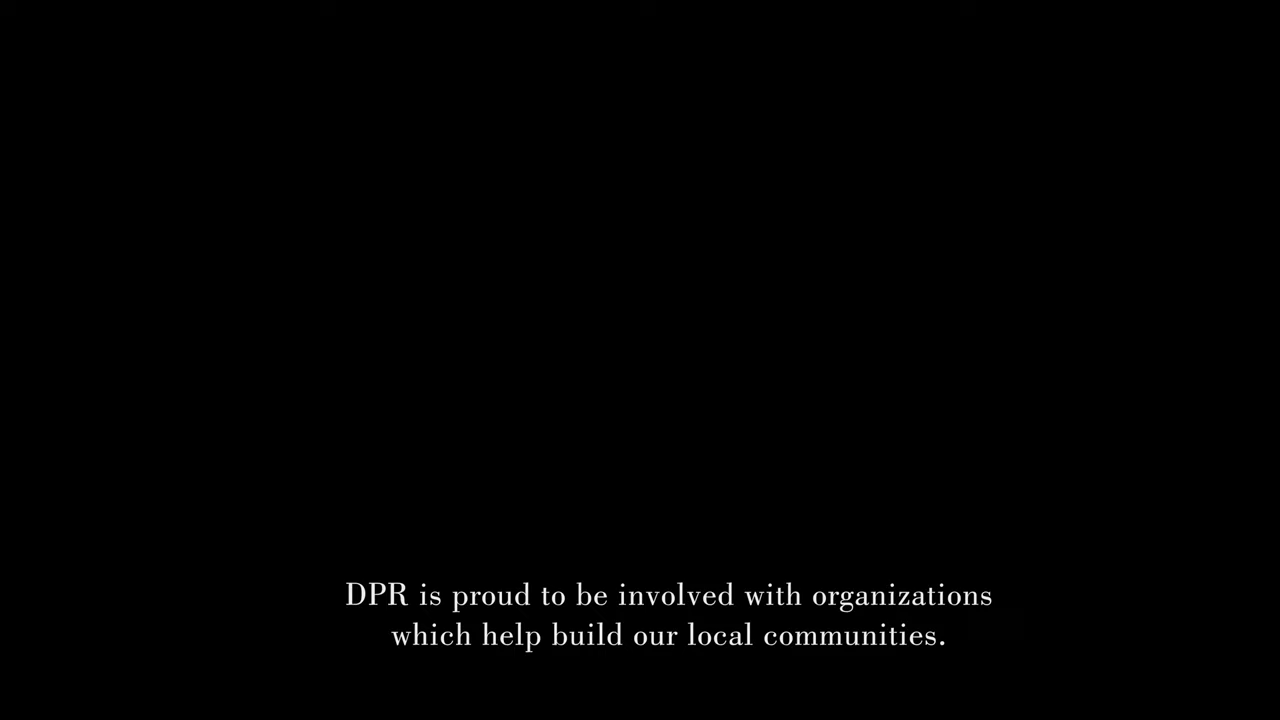 DPR is proud to be involved with organizations
which help build our local communities.